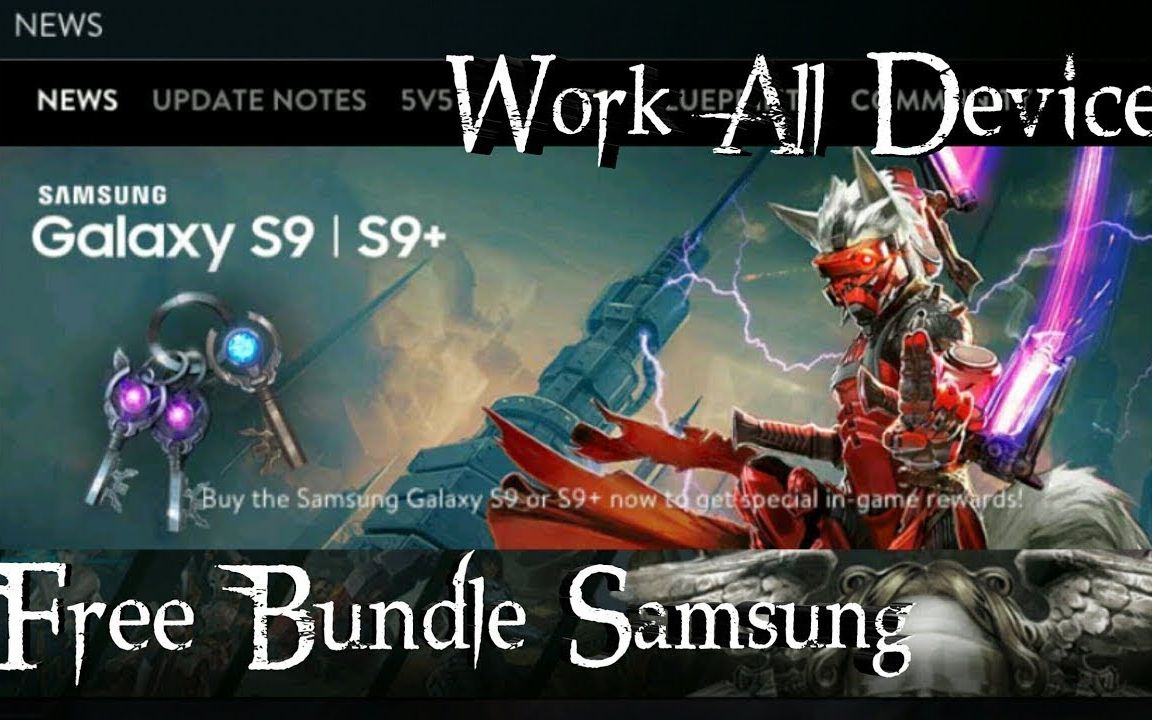 NEWS
Work All Device
NEWS UPDATE NOTES 5V5
SAMSUNG
Galaxy S9 | S9+
Buy the Samsung Galaxy S9 or S9+ now to get special in-game rewards!
Free Bundle Samsung